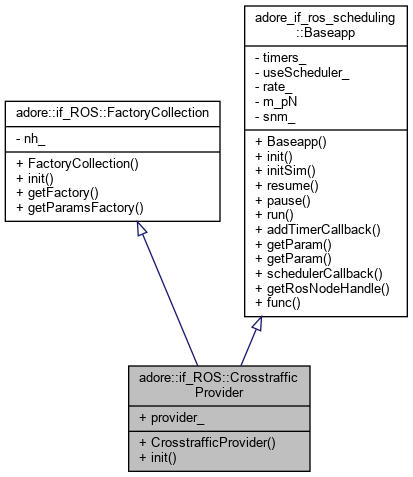 adore_if_ros_scheduling
::Baseapp
- timers_
- useScheduler_
- rate_
- m_pN
- snm_
+ Baseapp()
+ init()
+ initSim()
+ resume()
+ pause()
+ run()
+ addTimerCallback()
+ getParam()
+ getParam()
+ schedulerCallback()
+ getRosNodeHandle()
+ func()
adore::if_ROS::FactoryCollection
- nh_
+ FactoryCollection()
+ init()
+ getFactory()
+ getParamsFactory()
adore::if_ROS::Crosstraffic
Provider
+ provider_
+ CrosstrafficProvider()
+ init()